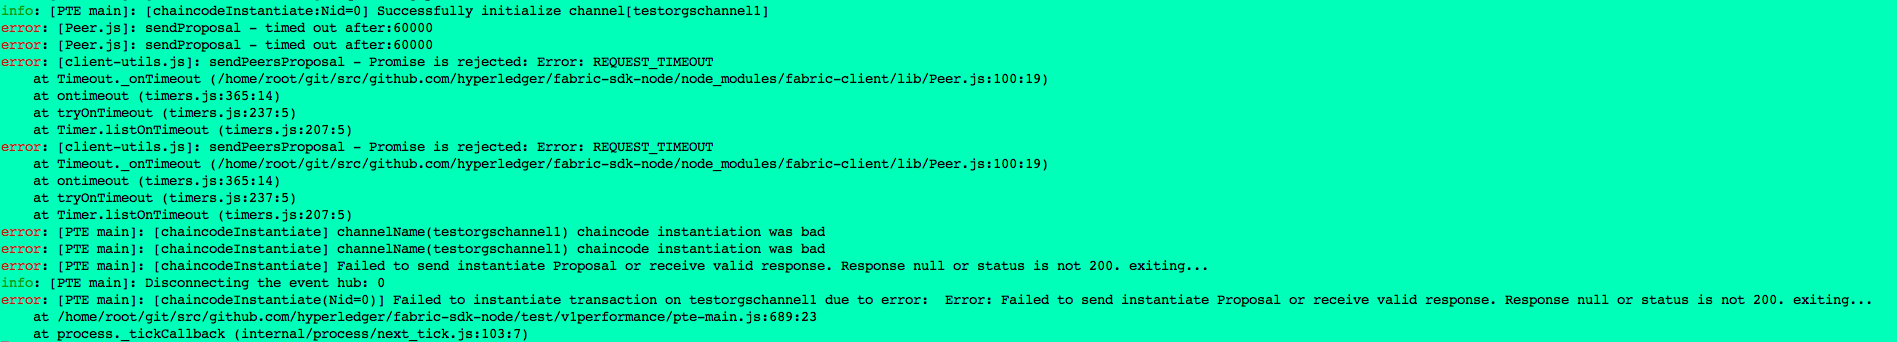 info: [PTE main]: [chaincodeInstantiate:Nid=0] Successfully initialize channel[testorgschannel1]
error: [Peer.js]: sendProposal - timed out after:60000
error: [Peer.js]: sendProposal - timed out after:60000
error: [client-utils.js]: sendPeersProposal - Promise is rejected: Error: REQUEST_TIMEOUT
    at Timeout._onTimeout (/home/root/git/src/github.com/hyperledger/fabric-sdk-node/node_modules/fabric-client/lib/Peer.js:100:19)
    at ontimeout (timers.js:365:14)
    at tryOnTimeout (timers.js:237:5)
    at Timer.listOnTimeout (timers.js:207:5)
error: [client-utils.js]: sendPeersProposal - Promise is rejected: Error: REQUEST_TIMEOUT
    at Timeout._onTimeout (/home/root/git/src/github.com/hyperledger/fabric-sdk-node/node_modules/fabric-client/lib/Peer.js:100:19)
    at ontimeout (timers.js:365:14)
    at tryOnTimeout (timers.js:237:5)
    at Timer.listOnTimeout (timers.js:207:5)
error: [PTE main]: [chaincodeInstantiate] channelName(testorgschannel1) chaincode instantiation was bad
error: [PTE main]: [chaincodeInstantiate] channelName(testorgschannel1) chaincode instantiation was bad
error: [PTE main]: [chaincodeInstantiate] Failed to send instantiate Proposal or receive valid response. Response null or status is not 200. exiting...
info: [PTE main]: Disconnecting the event hub: 0
error: [PTE main]: [chaincodeInstantiate(Nid=0)] Failed to instantiate transaction on testorgschannel1 due to error:  Error: Failed to send instantiate Proposal or receive valid response. Response null or status is not 200. exiting...
    at /home/root/git/src/github.com/hyperledger/fabric-sdk-node/test/v1performance/pte-main.js:689:23
    at process._tickCallback (internal/process/next_tick.js:103:7)